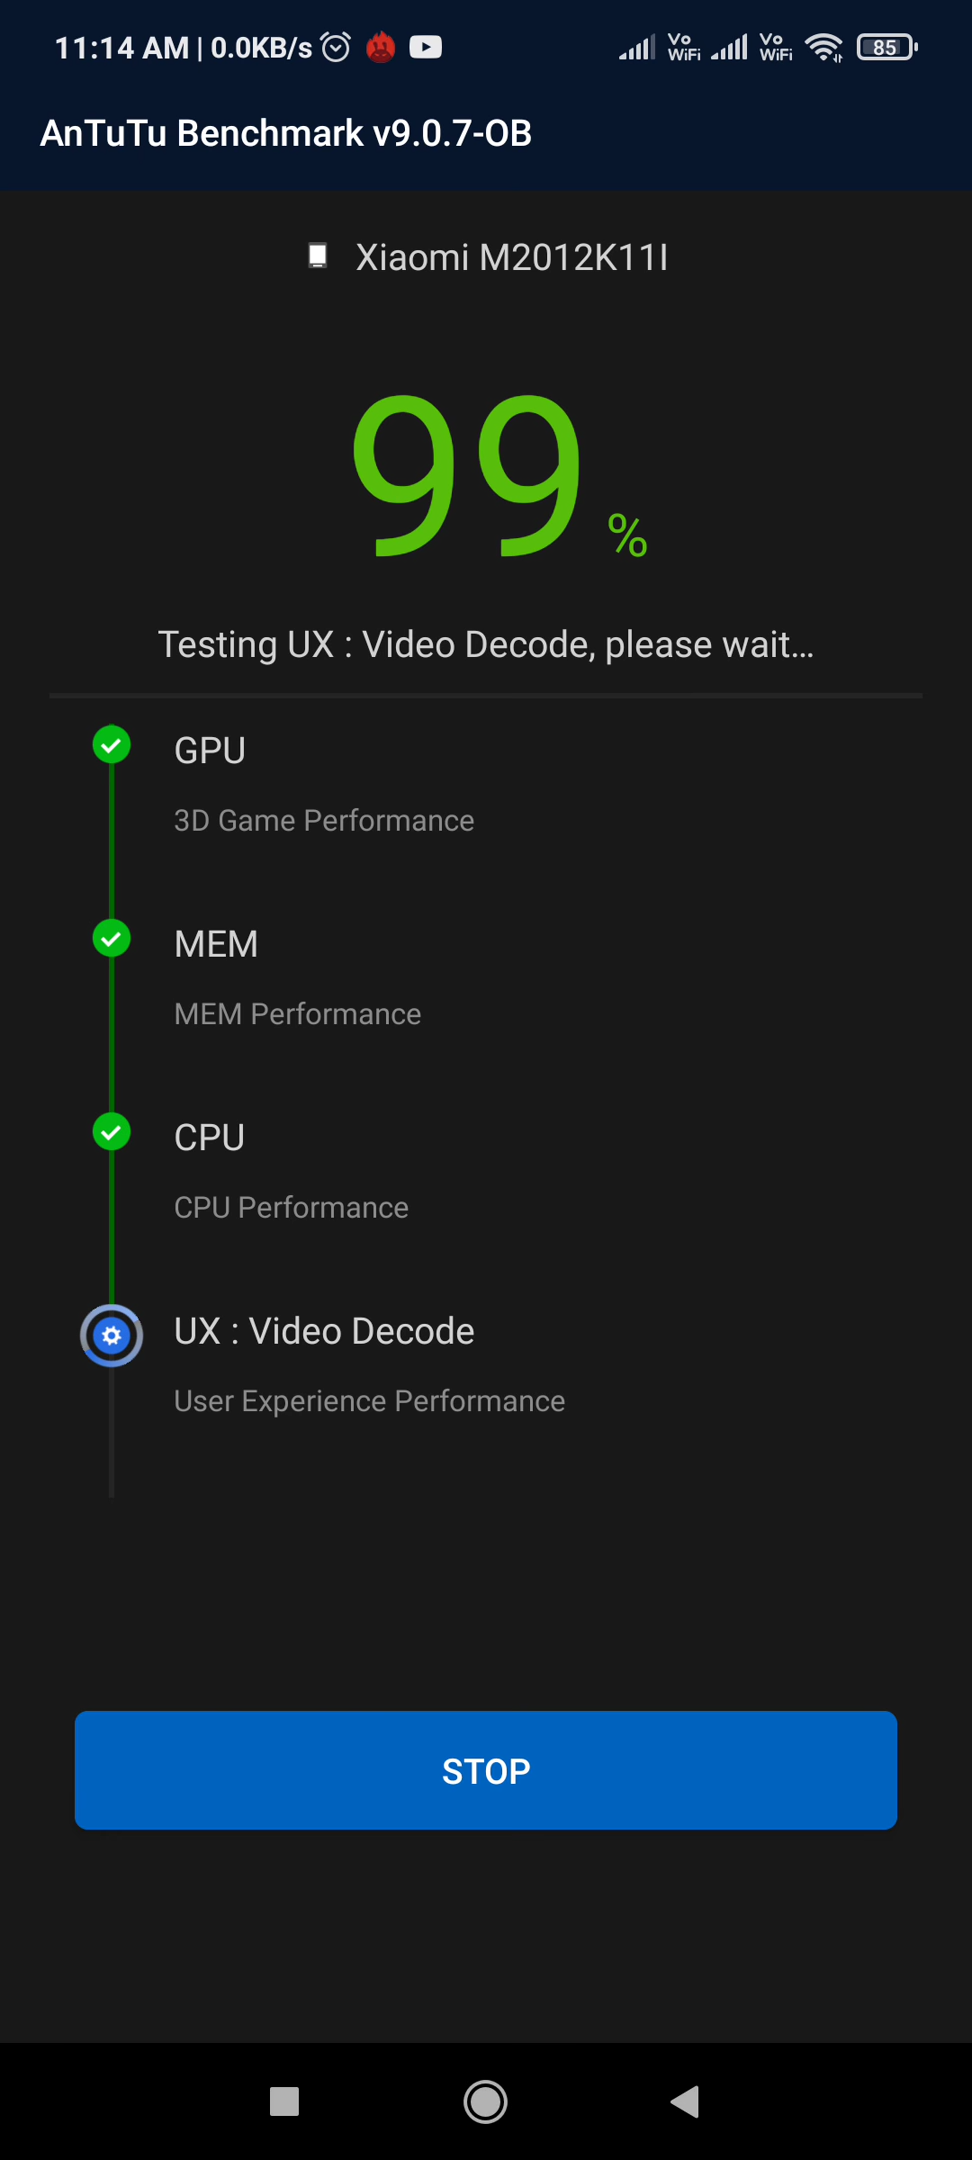 11:14 AM | 0.0KB/s Vo WiFi Vo WiFi 85
AnTuTu Benchmark v9.0.7-OB
Xiaomi M2012K11I
99 %
Testing UX : Video Decode, please wait...
GPU
3D Game Performance
MEM
MEM Performance
CPU
CPU Performance
UX : Video Decode
User Experience Performance
STOP